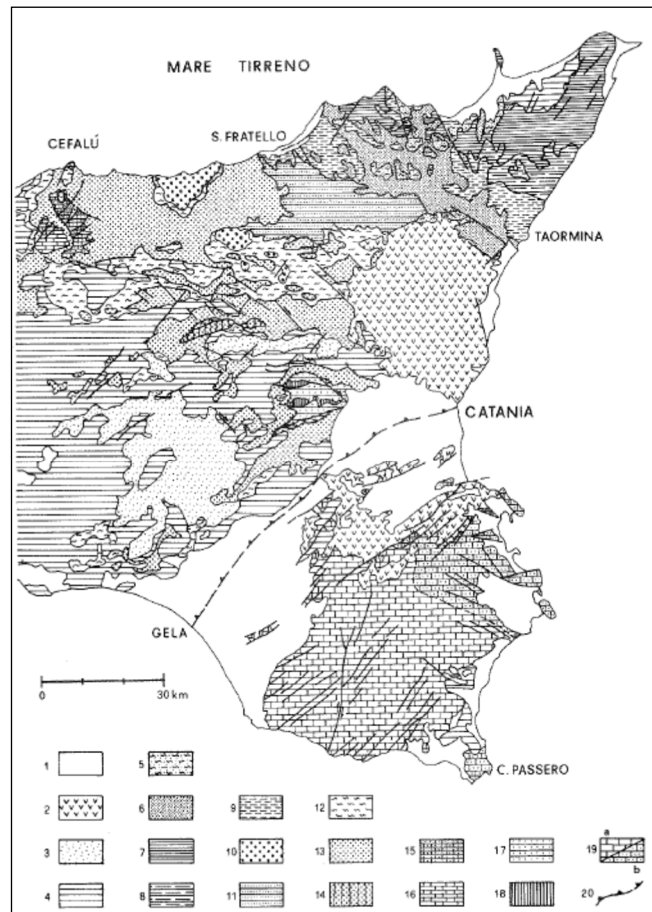 MARE TIRRENO
CEFALÚ
S. FRATELLO
TAORMINA
CATANIA
GELA
0 30 km
C. PASSERO
1 5
2 6 9 12 a
3 7 10 13 15 17 19
b
4 8 11 14 16 18 20